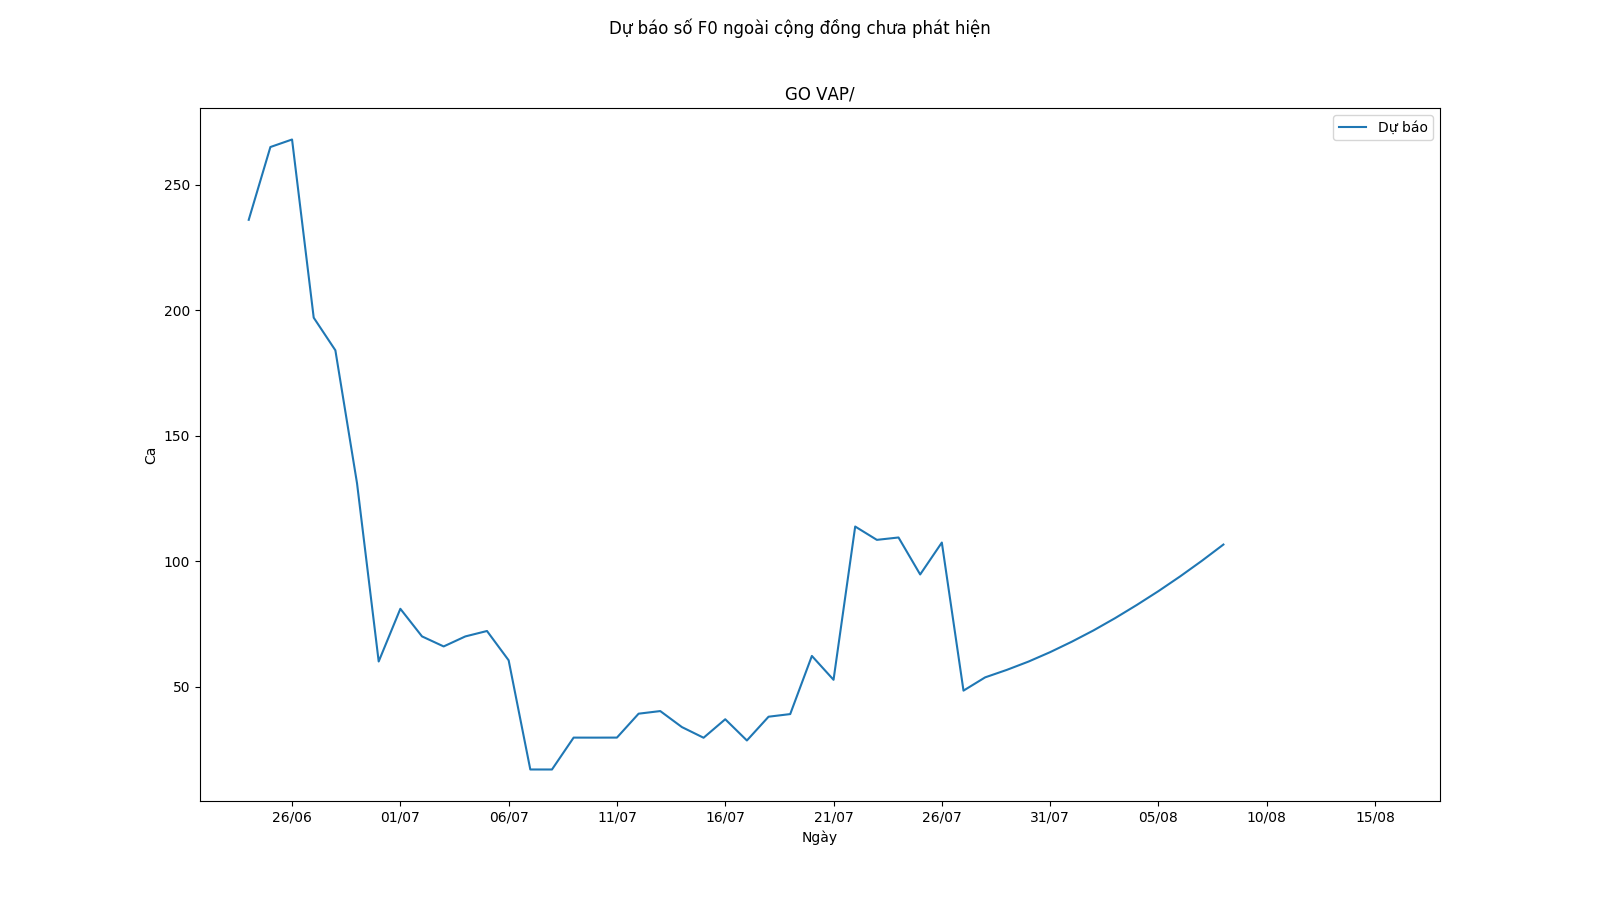 Dự báo số F0 ngoài cộng đồng chưa phát hiện
GO VAP/
Dự báo
250
200
150
100
50
Ca
26/06 01/07 06/07 11/07 16/07 21/07 26/07 31/07 05/08 10/08 15/08
Ngày